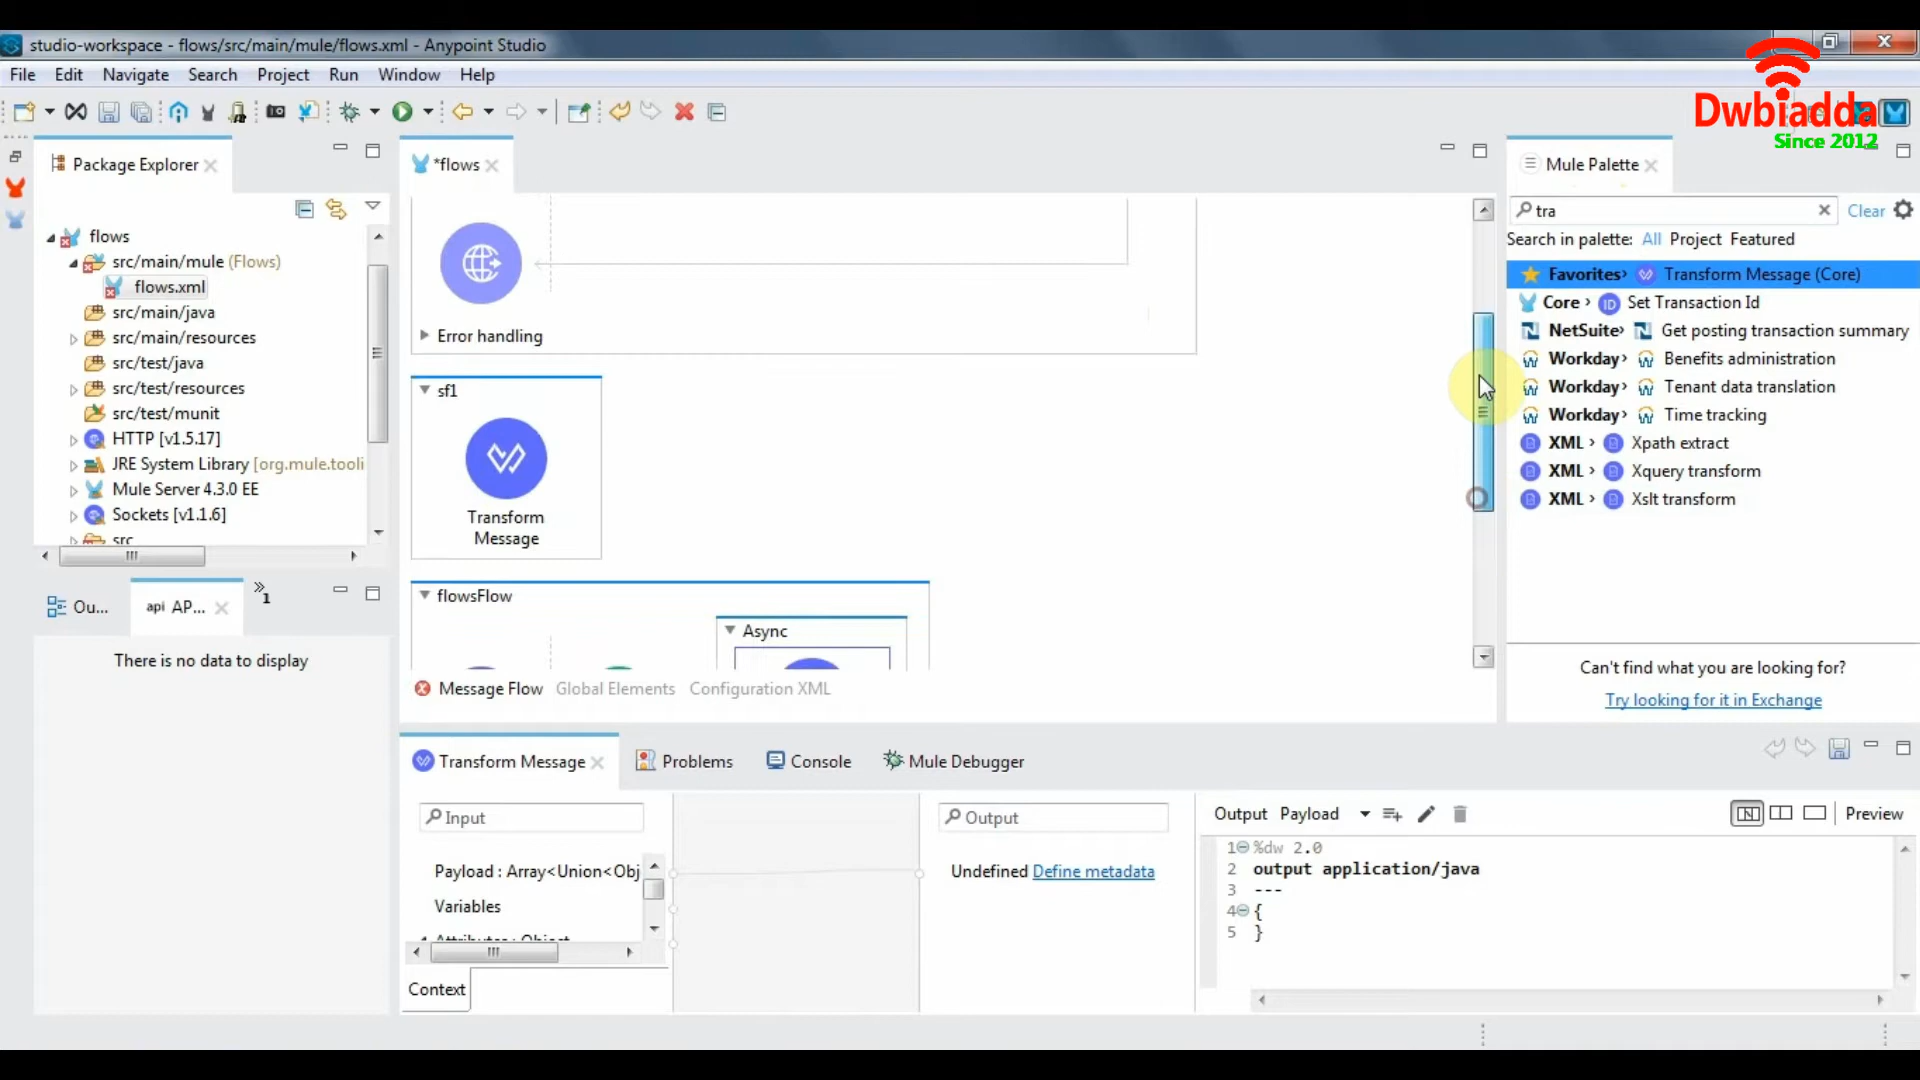 studio-workspace - flows/src/main/mule/flows.xml - Anypoint Studio
File Edit Navigate Search Project Run Window Help
Dwbiadda
Since 2012
Package Explorer
*flows
Mule Palette
tra
Clear
Search in palette: All Project Featured
flows
src/main/mule (Flows)
flows.xml
src/main/java
src/main/resources
src/test/java
src/test/resources
src/test/munit
HTTP [v1.5.17]
JRE System Library [org.mule.tooli
Mule Server 4.3.0 EE
Sockets [v1.1.6]
src
Error handling
sf1
Transform
Message
flowsFlow
Async
Message Flow Global Elements Configuration XML
Favorites> Transform Message (Core)
Core > Set Transaction Id
NetSuite> Get posting transaction summary
Workday> Benefits administration
Workday> Tenant data translation
Workday> Time tracking
XML > Xpath extract
XML > Xquery transform
XML > Xslt transform
Can't find what you are looking for?
Try looking for it in Exchange
Ou...
api AP...
»1
There is no data to display
Transform Message Problems Console Mule Debugger
Input
Payload : Array<Union<Obj
Variables
Attributes : Object
Context
Output
Undefined Define metadata
Output Payload
Preview
1 %dw 2.0
2 output application/java
3 ---
4 {
5 }